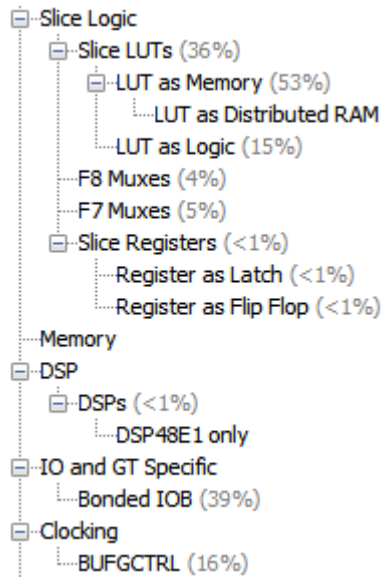 Slice Logic
Slice LUTs (36%)
LUT as Memory (53%)
LUT as Distributed RAM
LUT as Logic (15%)
F8 Muxes (4%)
F7 Muxes (5%)
Slice Registers (<1%)
Register as Latch (<1%)
Register as Flip Flop (<1%)
Memory
DSP
DSPs (<1%)
DSP48E1 only
IO and GT Specific
Bonded IOB (39%)
Clocking
BUFGCTRL (16%)